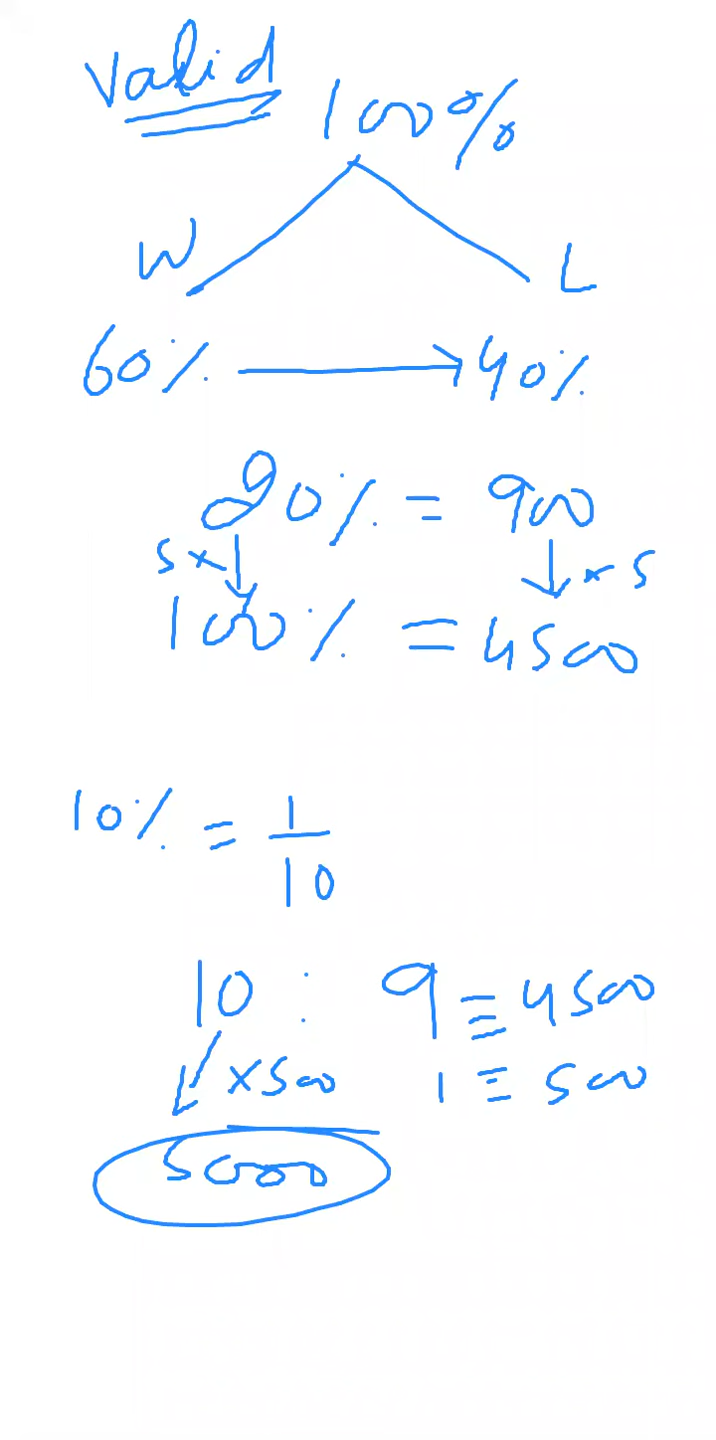 Valid
100%
W L
60% → 40%
20% = 900
5 × ↓ ↓ × 5
100% = 4500
10% = 1/10
10 : 9 ≡ 4500
↙ ×500 1 ≡ 500
5000